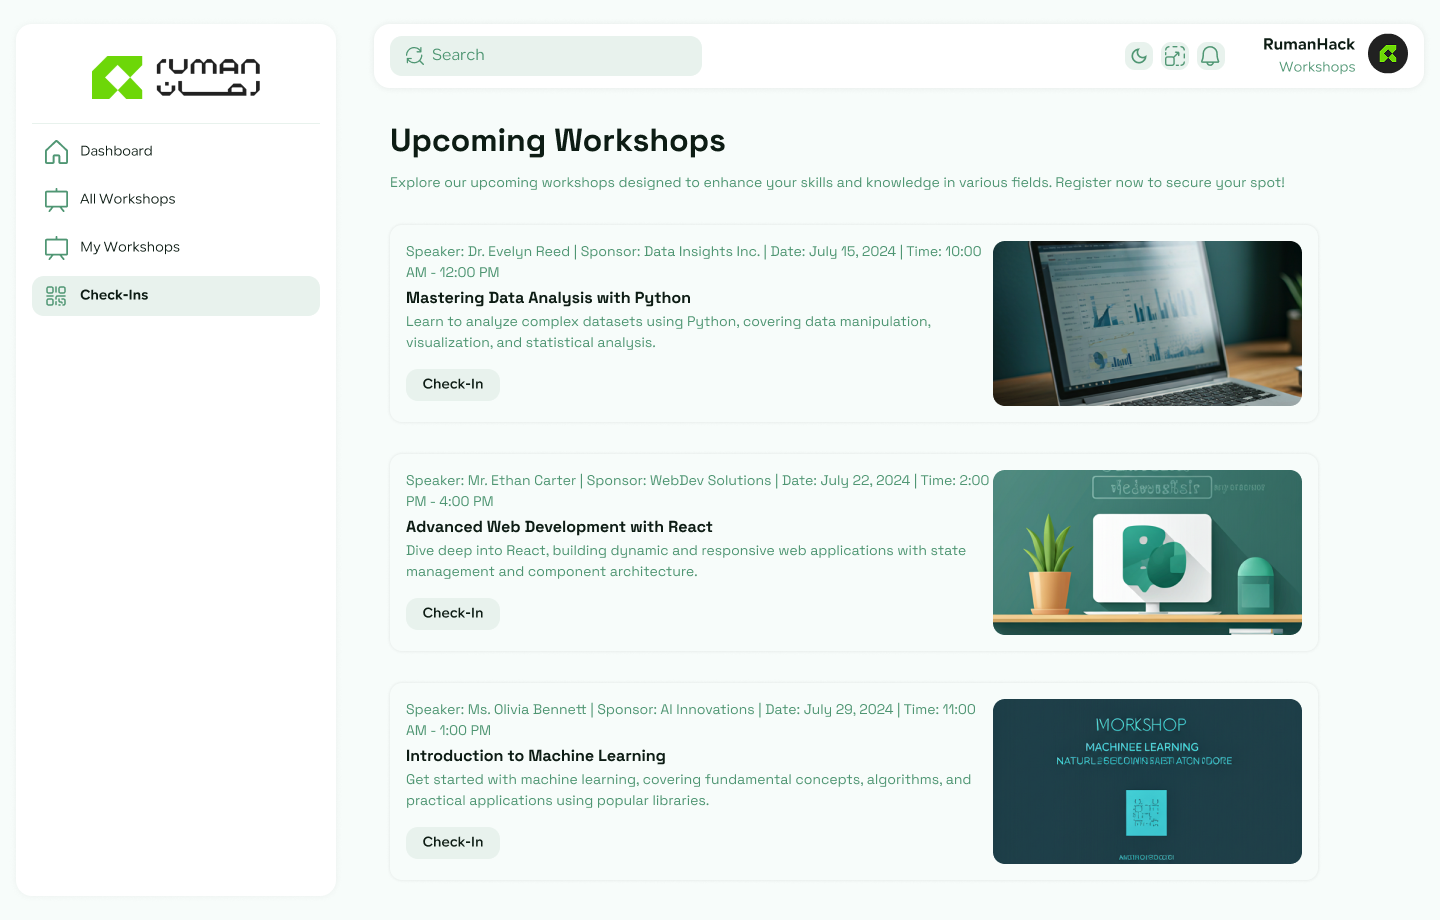 ruman
رمان
Dashboard
All Workshops
My Workshops
Check-Ins
Search
RumanHack
Workshops
Upcoming Workshops
Explore our upcoming workshops designed to enhance your skills and knowledge in various fields. Register now to secure your spot!
Speaker: Dr. Evelyn Reed | Sponsor: Data Insights Inc. | Date: July 15, 2024 | Time: 10:00
AM - 12:00 PM
Mastering Data Analysis with Python
Learn to analyze complex datasets using Python, covering data manipulation,
visualization, and statistical analysis.
Check-In
Speaker: Mr. Ethan Carter | Sponsor: WebDev Solutions | Date: July 22, 2024 | Time: 2:00
PM - 4:00 PM
Advanced Web Development with React
Dive deep into React, building dynamic and responsive web applications with state
management and component architecture.
Check-In
Speaker: Ms. Olivia Bennett | Sponsor: AI Innovations | Date: July 29, 2024 | Time: 11:00
AM - 1:00 PM
Introduction to Machine Learning
Get started with machine learning, covering fundamental concepts, algorithms, and
practical applications using popular libraries.
Check-In
WORKSHOP
MACHINEE LEARNING